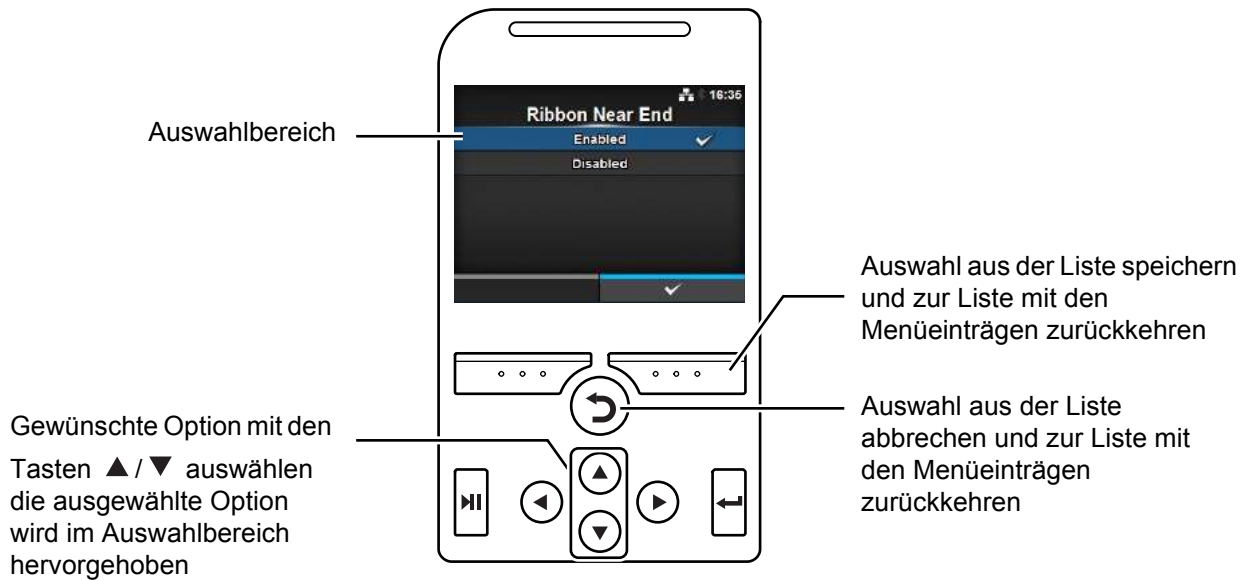 16:35
Ribbon Near End
Enabled
Disabled
Auswahlbereich
Auswahl aus der Liste speichern
und zur Liste mit den
Menüeinträgen zurückkehren
Auswahl aus der Liste
abbrechen und zur Liste mit
den Menüeinträgen
zurückkehren
Gewünschte Option mit den
Tasten ▲ / ▼ auswählen
die ausgewählte Option
wird im Auswahlbereich
hervorgehoben